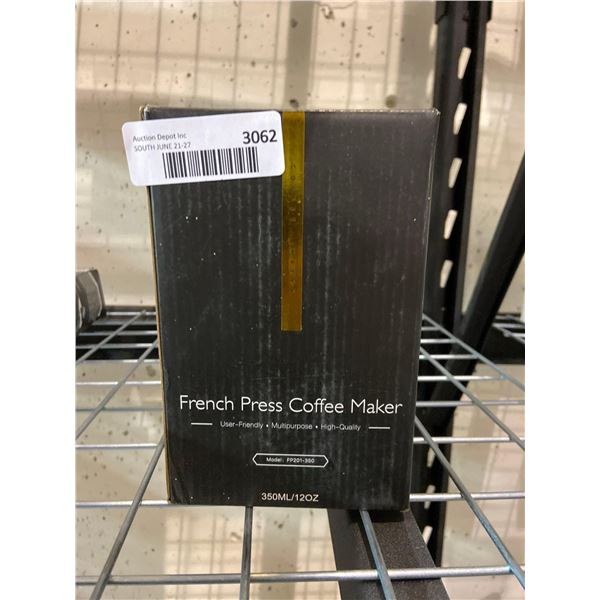 Auction Depot Inc
SOUTH JUNE 21-27
3062
French Press Coffee Maker
User-Friendly • Multipurpose • High-Quality
Model: FP201-350
350ML/12OZ